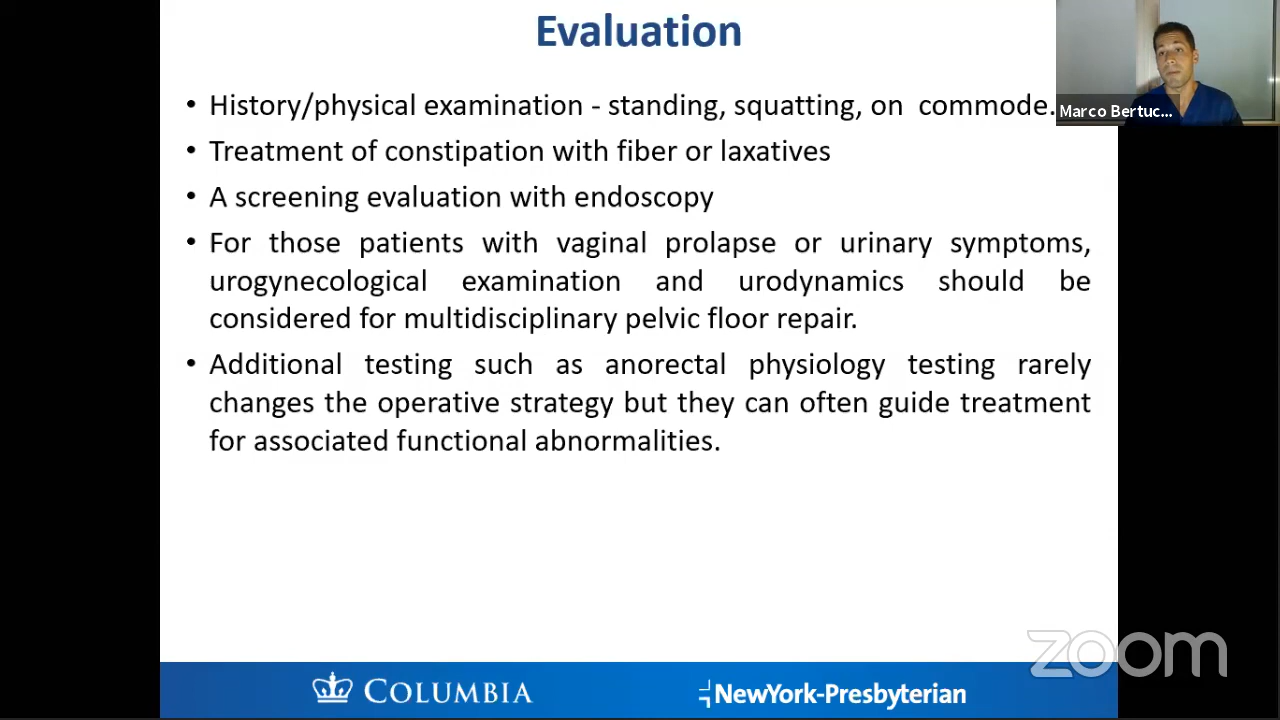 Evaluation
• History/physical examination - standing, squatting, on commode.
Marco Bertuc...
• Treatment of constipation with fiber or laxatives
• A screening evaluation with endoscopy
• For those patients with vaginal prolapse or urinary symptoms,
urogynecological examination and urodynamics should be
considered for multidisciplinary pelvic floor repair.
• Additional testing such as anorectal physiology testing rarely
changes the operative strategy but they can often guide treatment
for associated functional abnormalities.
zoom
COLUMBIA
NewYork-Presbyterian